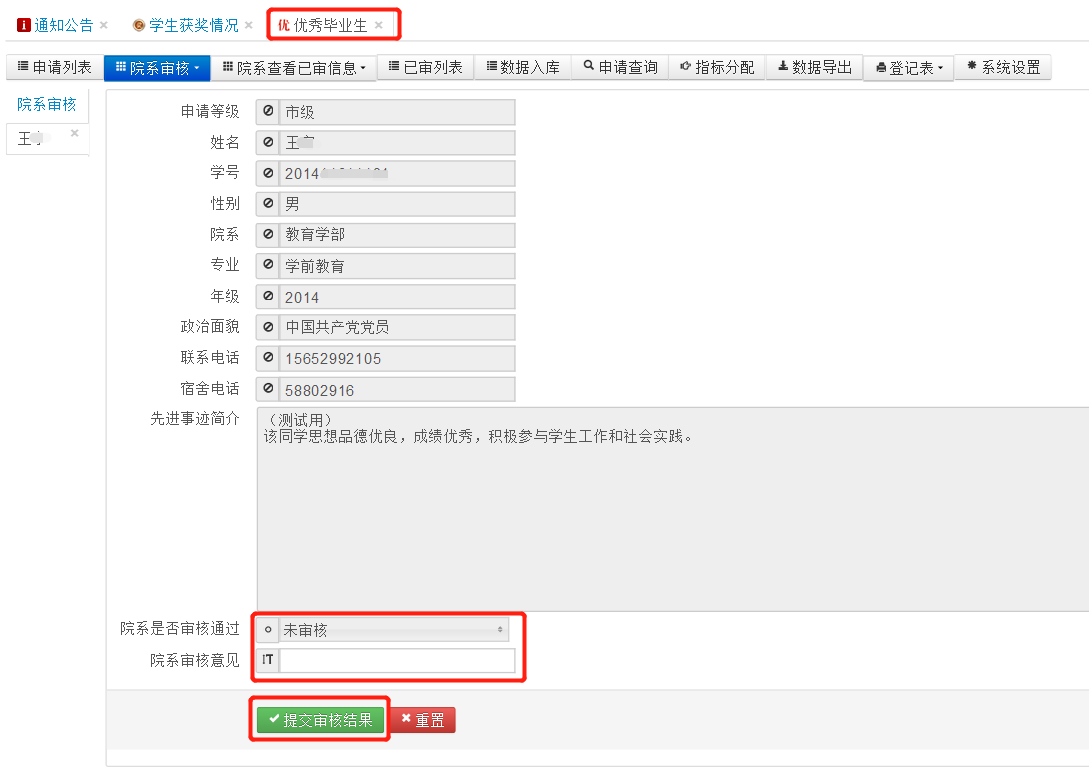 通知公告 × 学生获奖情况 × 优 优秀毕业生 ×
申请列表 院系审核 院系查看已审信息 已审列表 数据入库 申请查询 指标分配 数据导出 登记表 系统设置
院系审核
王 ×
申请等级 市级
姓名 王
学号 2014
性别 男
院系 教育学部
专业 学前教育
年级 2014
政治面貌 中国共产党党员
联系电话 15652992105
宿舍电话 58802916
先进事迹简介 （测试用）
该同学思想品德优良，成绩优秀，积极参与学生工作和社会实践。
院系是否审核通过 未审核
院系审核意见
提交审核结果 重置